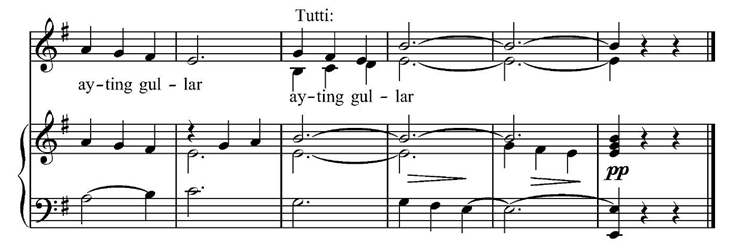 Tutti:
ay-ting gul - lar
ay-ting gul - lar
pp